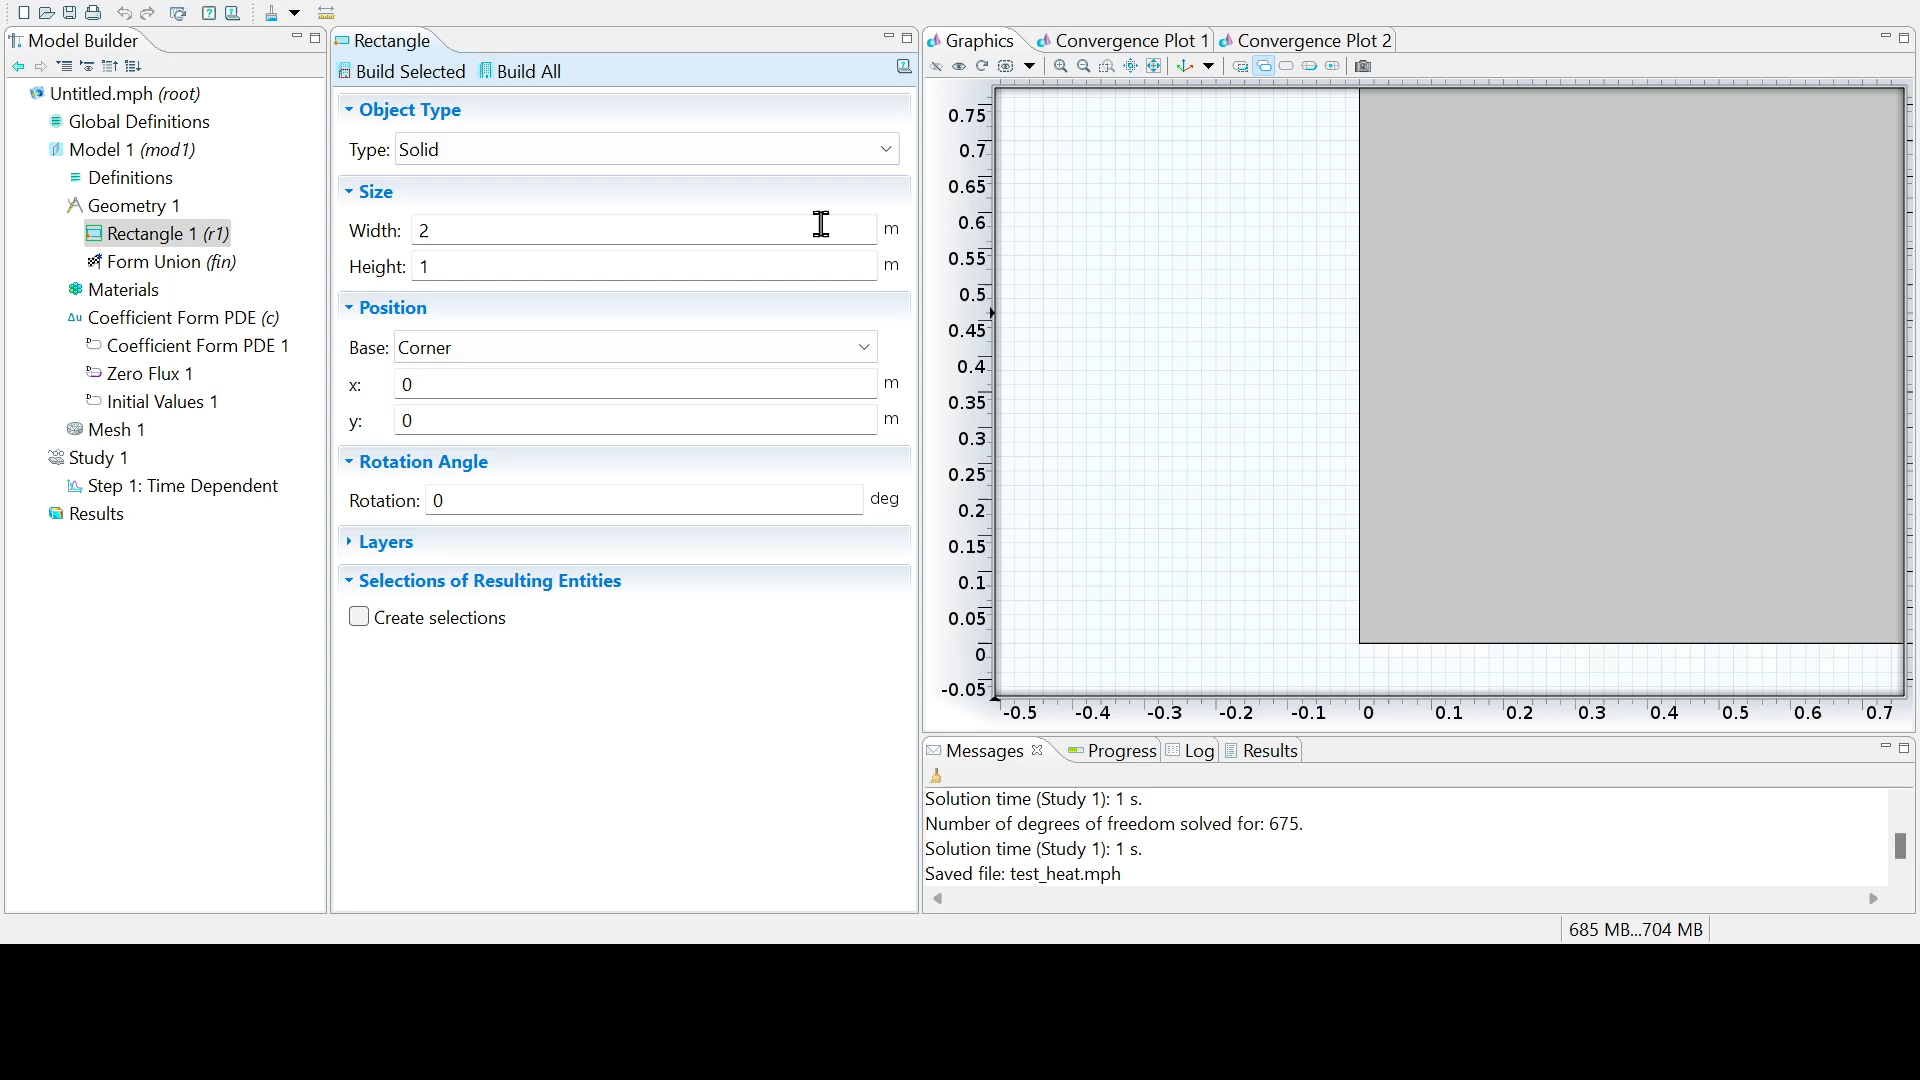 Model Builder
Untitled.mph (root)
Global Definitions
Model 1 (mod1)
Definitions
Geometry 1
Rectangle 1 (r1)
Form Union (fin)
Materials
Δu Coefficient Form PDE (c)
Coefficient Form PDE 1
Zero Flux 1
Initial Values 1
Mesh 1
Study 1
Step 1: Time Dependent
Results
Rectangle
Build Selected Build All
Object Type
Type: Solid
Size
Width: 2 m
Height: 1 m
Position
Base: Corner
x: 0 m
y: 0 m
Rotation Angle
Rotation: 0 deg
Layers
Selections of Resulting Entities
Create selections
Graphics Convergence Plot 1 Convergence Plot 2
0.75
0.7
0.65
0.6
0.55
0.5
0.45
0.4
0.35
0.3
0.25
0.2
0.15
0.1
0.05
0
-0.05
-0.5 -0.4 -0.3 -0.2 -0.1 0 0.1 0.2 0.3 0.4 0.5 0.6 0.7
Messages Progress Log Results
Solution time (Study 1): 1 s.
Number of degrees of freedom solved for: 675.
Solution time (Study 1): 1 s.
Saved file: test_heat.mph
685 MB...704 MB